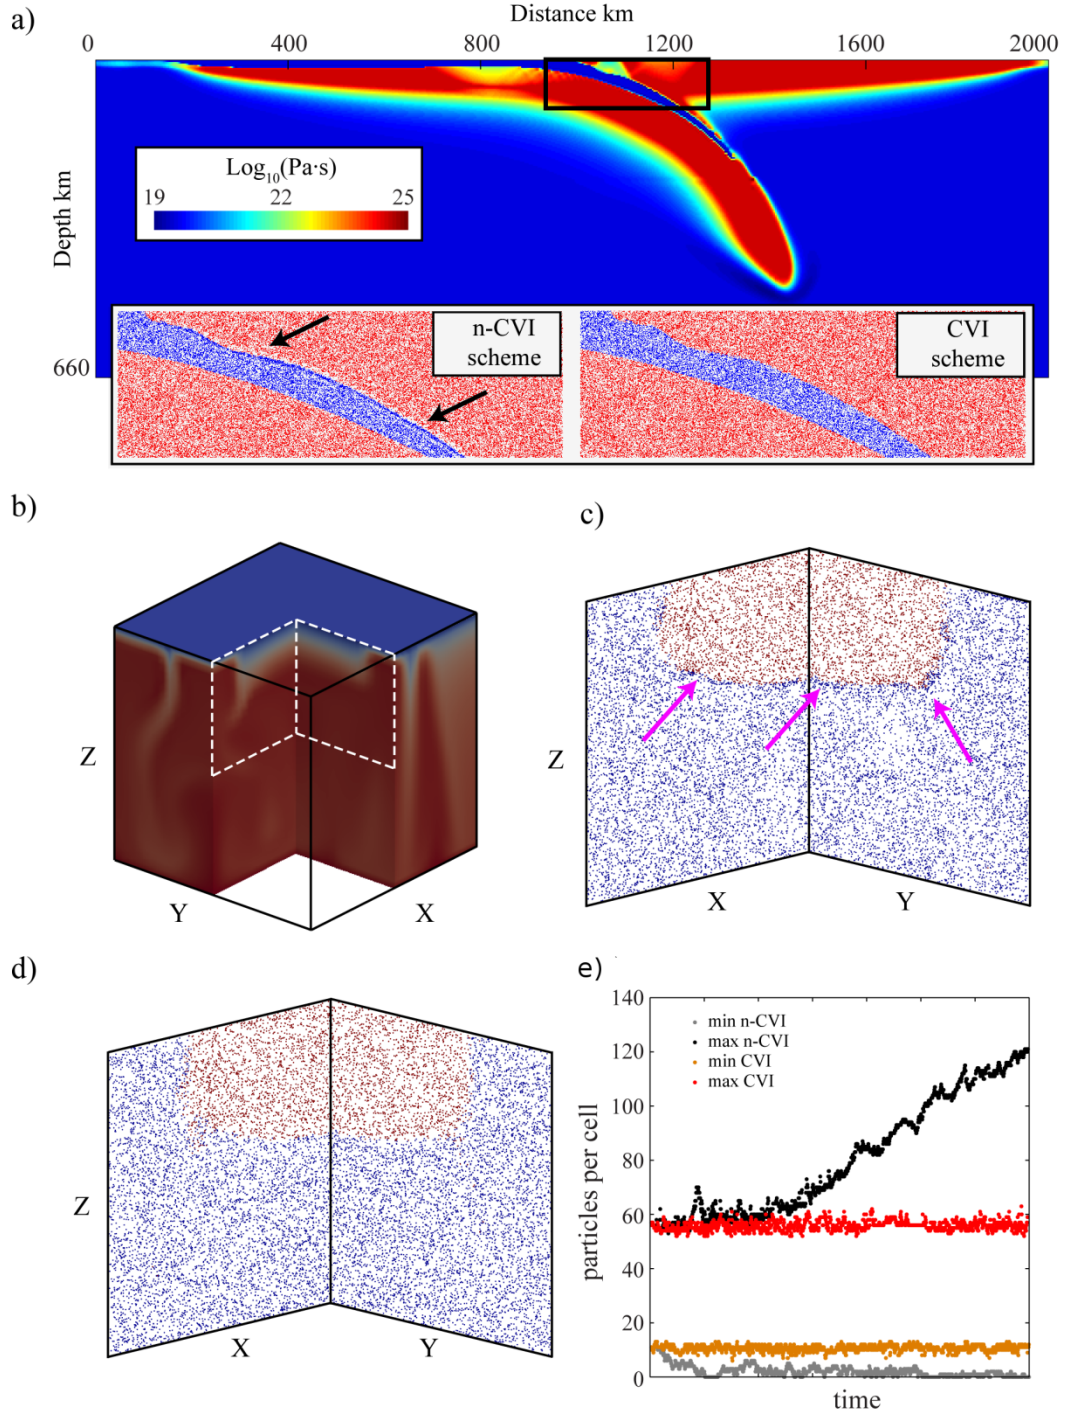 a)
Distance km
0 400 800 1200 1600 2000
Depth km
Log10(Pa·s)
19 22 25
660
n-CVI
scheme
CVI
scheme
b)
Z
Y
X
c)
Z
X
Y
d)
Z
X
Y
e)
140
120
100
80
60
40
20
0
particles per cell
min n-CVI
max n-CVI
min CVI
max CVI
time